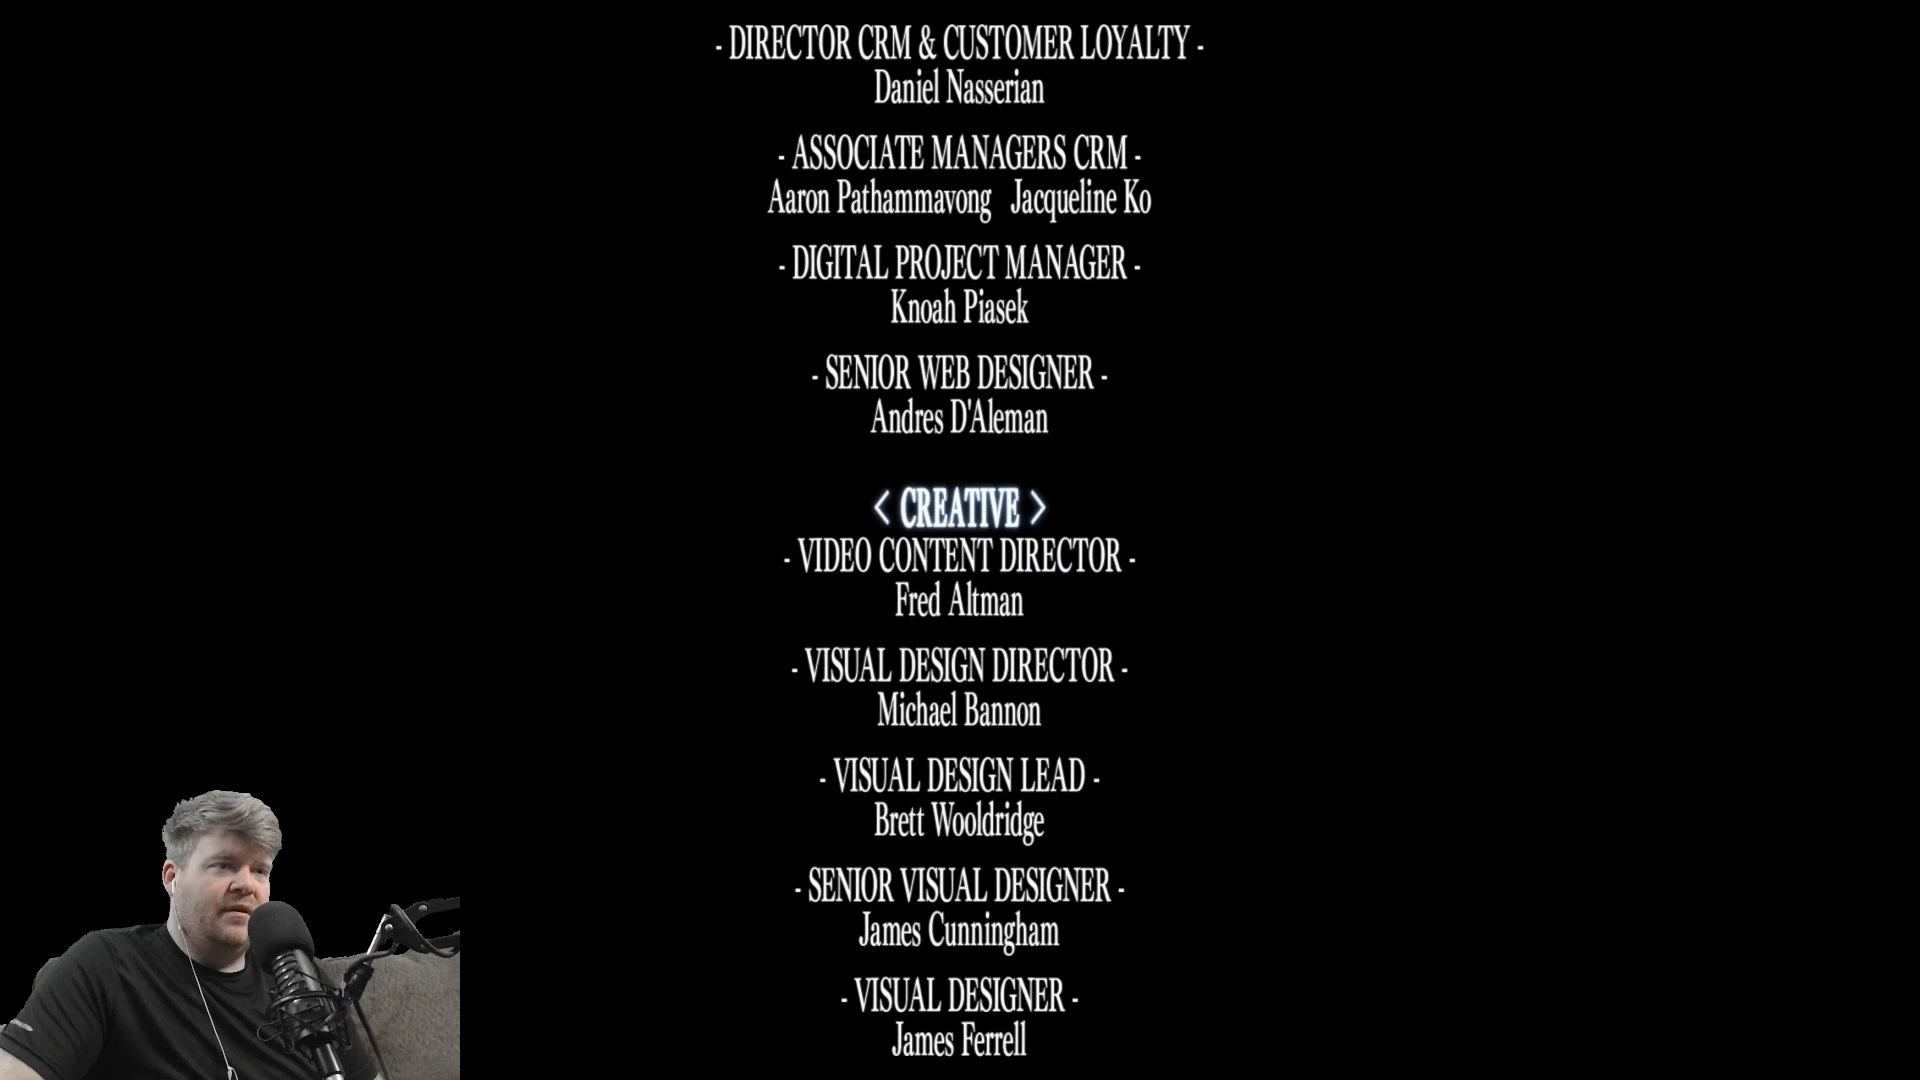 - DIRECTOR CRM & CUSTOMER LOYALTY -
Daniel Nasserian
- ASSOCIATE MANAGERS CRM -
Aaron Pathammavong Jacqueline Ko
- DIGITAL PROJECT MANAGER -
Knoah Piasek
- SENIOR WEB DESIGNER -
Andres D'Aleman
< CREATIVE >
- VIDEO CONTENT DIRECTOR -
Fred Altman
- VISUAL DESIGN DIRECTOR -
Michael Bannon
- VISUAL DESIGN LEAD -
Brett Wooldridge
- SENIOR VISUAL DESIGNER -
James Cunningham
- VISUAL DESIGNER -
James Ferrell